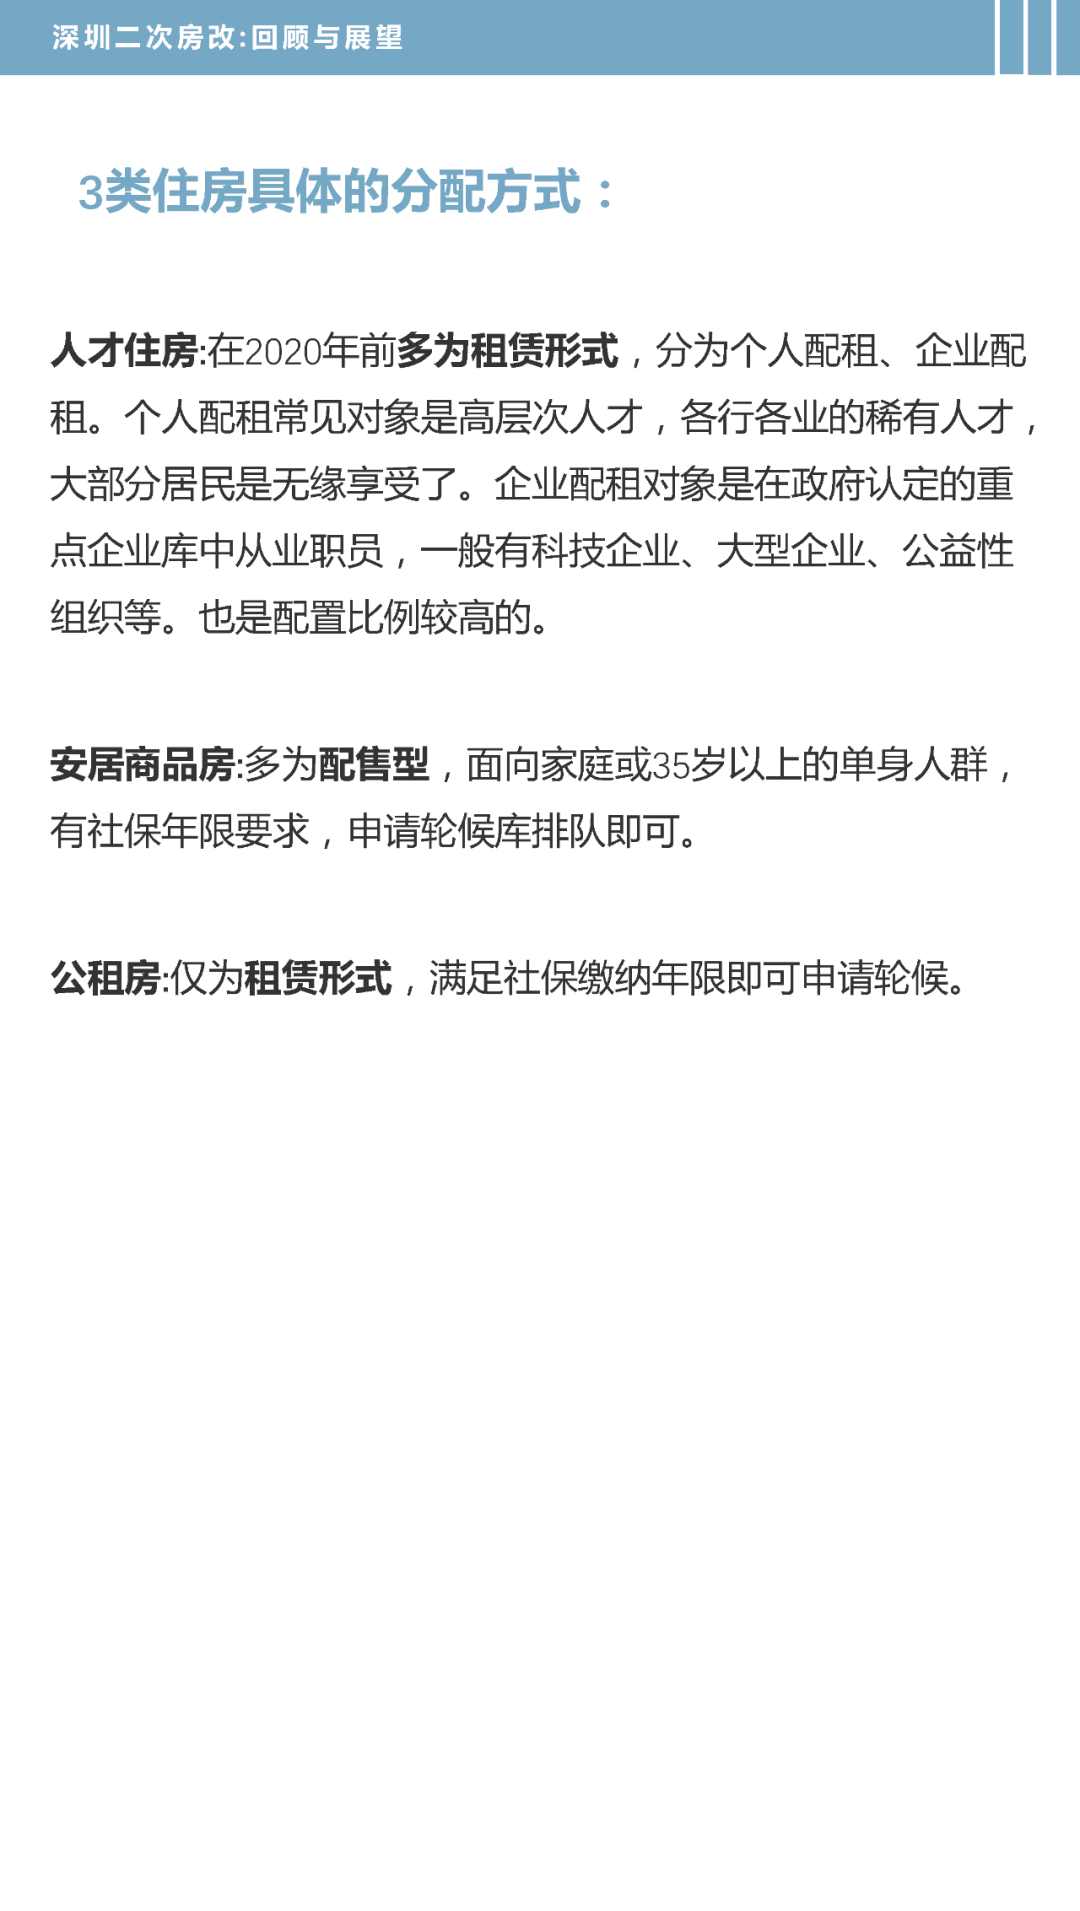 深圳二次房改:回顾与展望
3类住房具体的分配方式：
人才住房:在2020年前多为租赁形式，分为个人配租、企业配
租。个人配租常见对象是高层次人才，各行各业的稀有人才，
大部分居民是无缘享受了。企业配租对象是在政府认定的重
点企业库中从业职员，一般有科技企业、大型企业、公益性
组织等。也是配置比例较高的。
安居商品房:多为配售型，面向家庭或35岁以上的单身人群，
有社保年限要求，申请轮候库排队即可。
公租房:仅为租赁形式，满足社保缴纳年限即可申请轮候。